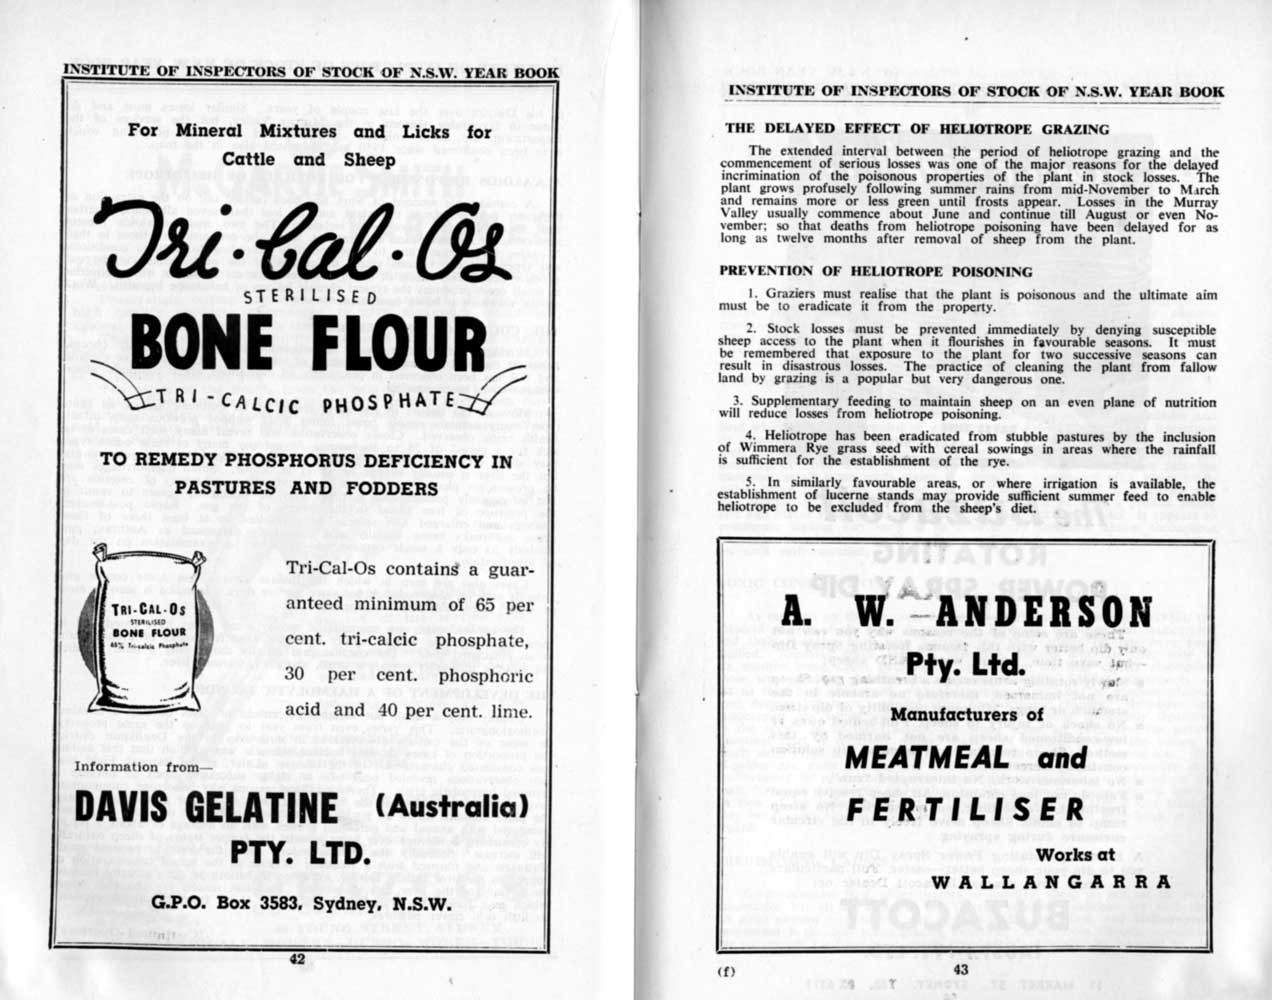 INSTITUTE OF INSPECTORS OF STOCK OF N.S.W. YEAR BOOK
For Mineral Mixtures and Licks for
Cattle and Sheep
Tri·Cal·Os
STERILISED
BONE FLOUR
TRI-CALCIC PHOSPHATE
TO REMEDY PHOSPHORUS DEFICIENCY IN
PASTURES AND FODDERS
TRI-CAL-OS
STERILISED
BONE FLOUR
65% Tri-calcic Phosphate
Tri-Cal-Os contains a guar-
anteed minimum of 65 per
cent. tri-calcic phosphate,
30 per cent. phosphoric
acid and 40 per cent. lime.
Information from—
DAVIS GELATINE (Australia)
PTY. LTD.
G.P.O. Box 3583, Sydney, N.S.W.
42
INSTITUTE OF INSPECTORS OF STOCK OF N.S.W. YEAR BOOK
THE DELAYED EFFECT OF HELIOTROPE GRAZING
The extended interval between the period of heliotrope grazing and the
commencement of serious losses was one of the major reasons for the delayed
incrimination of the poisonous properties of the plant in stock losses. The
plant grows profusely following summer rains from mid-November to March
and remains more or less green until frosts appear. Losses in the Murray
Valley usually commence about June and continue till August or even No-
vember; so that deaths from heliotrope poisoning have been delayed for as
long as twelve months after removal of sheep from the plant.
PREVENTION OF HELIOTROPE POISONING
1. Graziers must realise that the plant is poisonous and the ultimate aim
must be to eradicate it from the property.
2. Stock losses must be prevented immediately by denying susceptible
sheep access to the plant when it flourishes in favourable seasons. It must
be remembered that exposure to the plant for two successive seasons can
result in disastrous losses. The practice of cleaning the plant from fallow
land by grazing is a popular but very dangerous one.
3. Supplementary feeding to maintain sheep on an even plane of nutrition
will reduce losses from heliotrope poisoning.
4. Heliotrope has been eradicated from stubble pastures by the inclusion
of Wimmera Rye grass seed with cereal sowings in areas where the rainfall
is sufficient for the establishment of the rye.
5. In similarly favourable areas, or where irrigation is available, the
establishment of lucerne stands may provide sufficient summer feed to enable
heliotrope to be excluded from the sheep's diet.
A. W. ANDERSON
Pty. Ltd.
Manufacturers of
MEATMEAL and
FERTILISER
Works at
WALLANGARRA
(f)
43